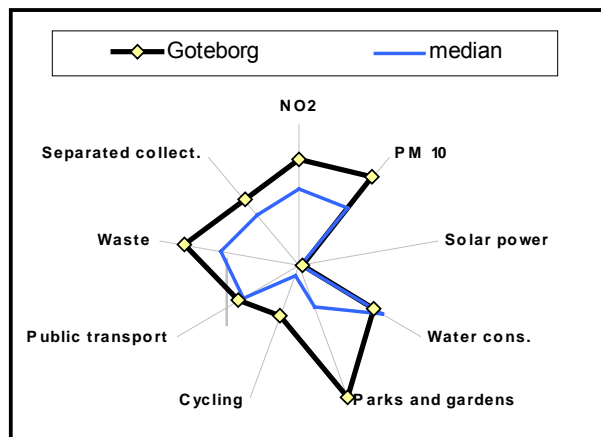 Goteborg median
NO2
Separated collect. PM 10
Waste Solar power
Public transport Water cons.
Cycling Parks and gardens